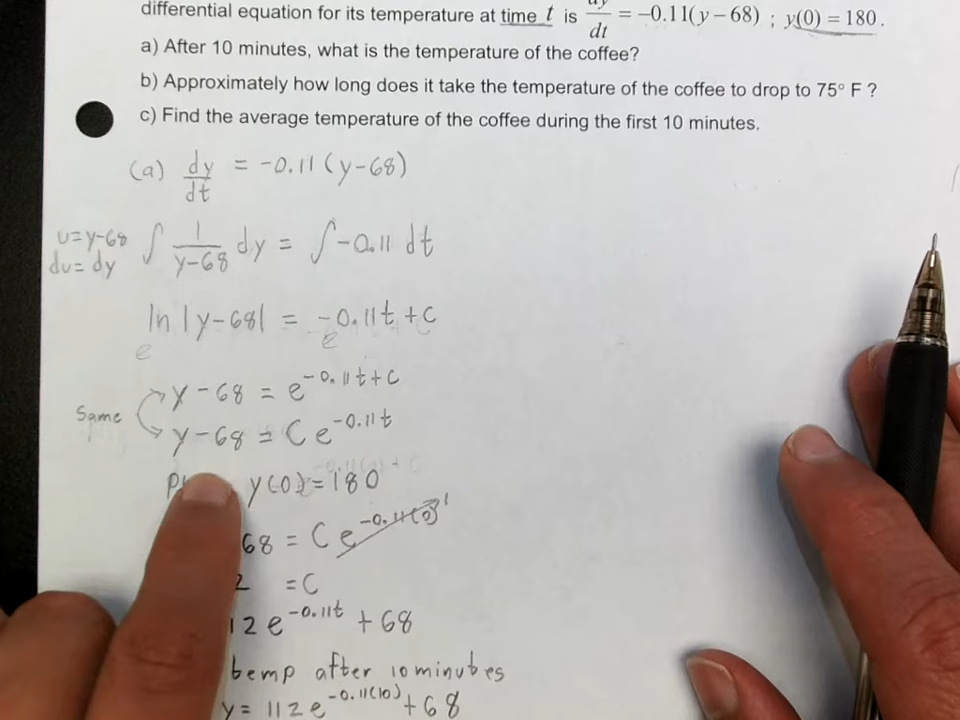 differential equation for its temperature at time t is dy/dt = -0.11(y-68) ; y(0) = 180.
a) After 10 minutes, what is the temperature of the coffee?
b) Approximately how long does it take the temperature of the coffee to drop to 75° F ?
c) Find the average temperature of the coffee during the first 10 minutes.
(a) dy/dt = -0.11 (y-68)
u=y-68
du=dy
∫ 1/(y-68) dy = ∫-0.11 dt
ln |y-68| = -0.11t +C
e e
y-68 = e^(-0.11t+C)
Same
y-68 = Ce^(-0.11t)
y(0)=180
68 = Ce^(-0.11(0)) 1
2 = C
12e^(-0.11t) + 68
temp after 10 minutes
y= 112e^(-0.11(10)) +68